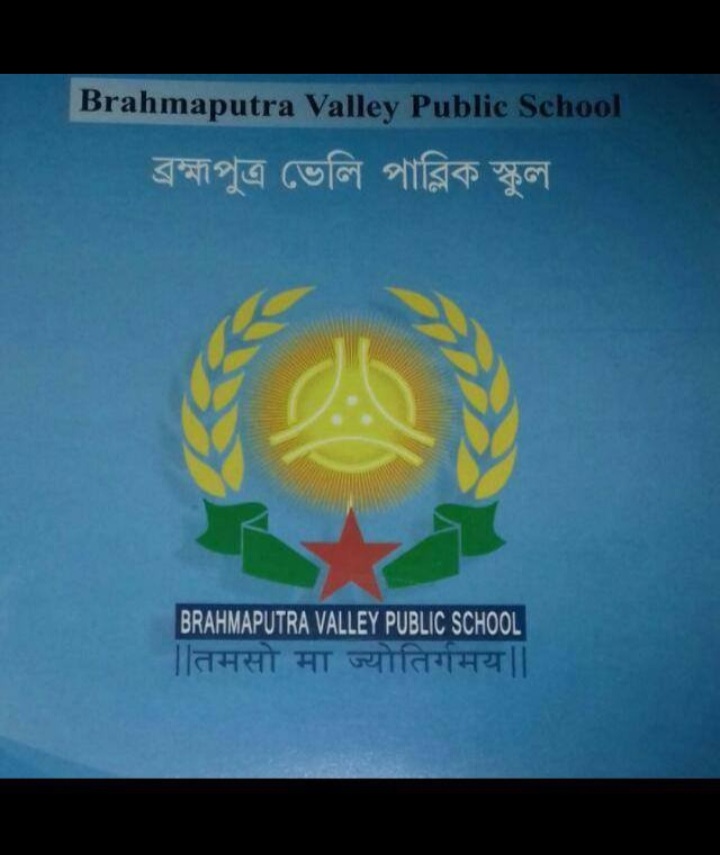 Brahmaputra Valley Public School
ব্ৰহ্মপুত্ৰ ভেলি পাব্লিক স্কুল
BRAHMAPUTRA VALLEY PUBLIC SCHOOL
||तमसो मा ज्योतिर्गमय||